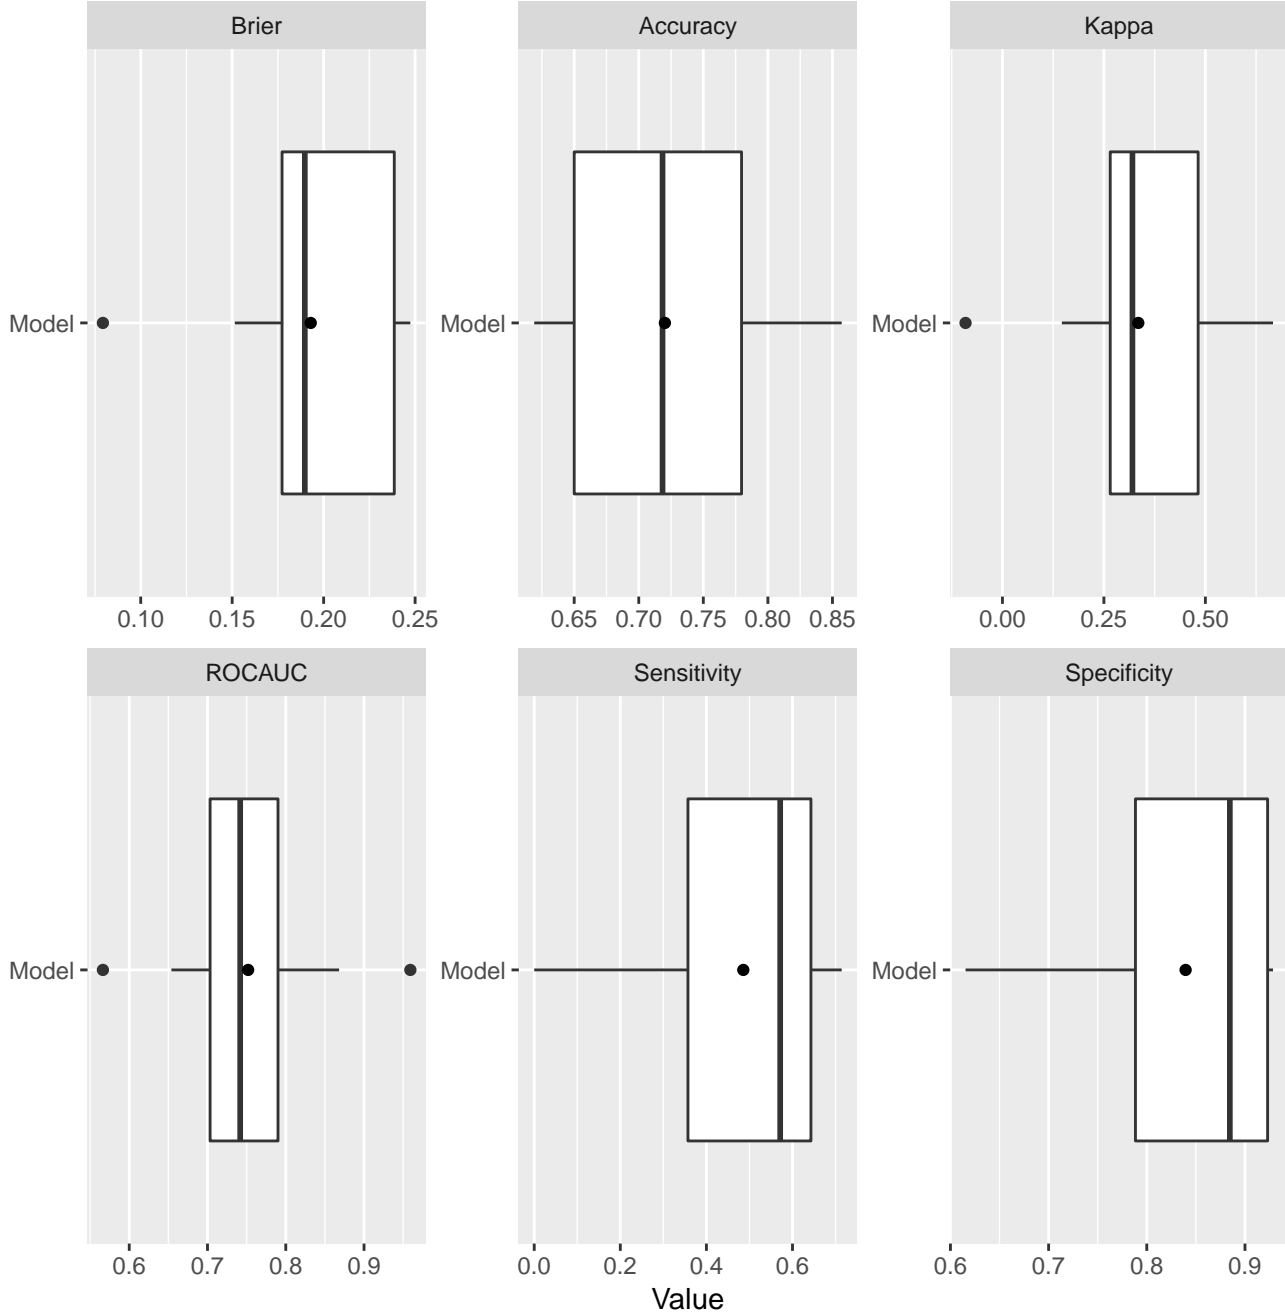 Brier Accuracy Kappa
Model Model Model
0.10 0.15 0.20 0.25 0.65 0.70 0.75 0.80 0.85 0.00 0.25 0.50
ROCAUC Sensitivity Specificity
Model Model Model
0.6 0.7 0.8 0.9 0.0 0.2 0.4 0.6 0.6 0.7 0.8 0.9
Value